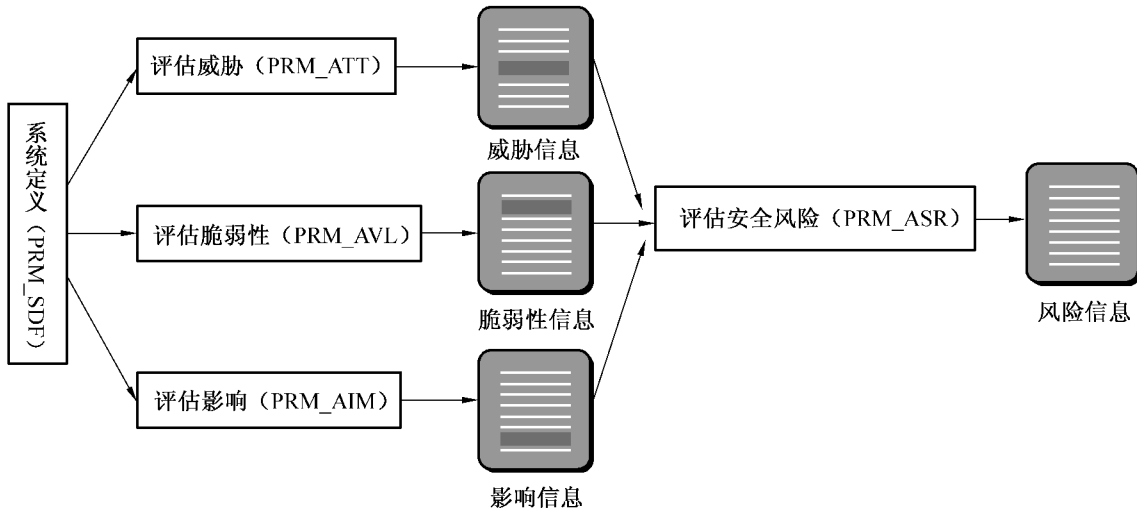 系统定义（PRM_SDF）
评估威胁（PRM_ATT）
威胁信息
评估脆弱性（PRM_AVL）
脆弱性信息
评估影响（PRM_AIM）
影响信息
评估安全风险（PRM_ASR）
风险信息